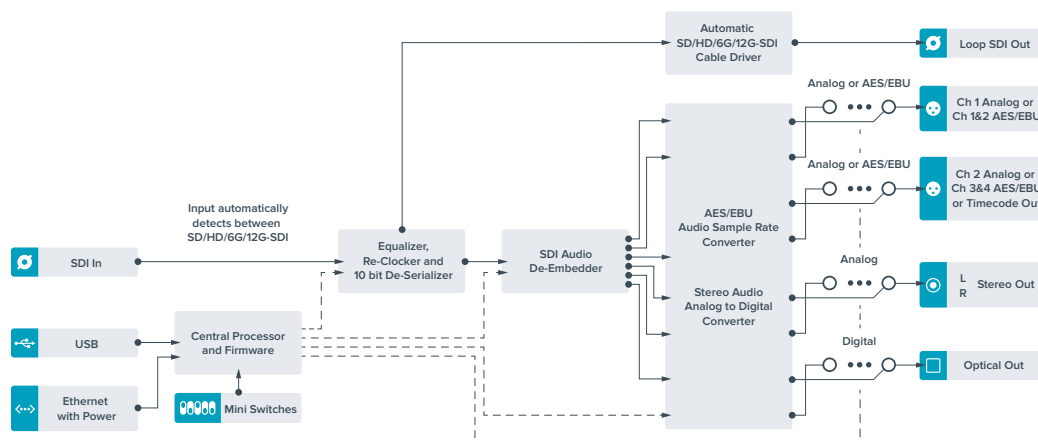 Automatic
SD/HD/6G/12G-SDI
Cable Driver
Loop SDI Out
Analog or AES/EBU
Ch 1 Analog or
Ch 1&2 AES/EBU
Analog or AES/EBU
Ch 2 Analog or
Ch 3&4 AES/EBU
or Timecode Out
Input automatically
detects between
SD/HD/6G/12G-SDI
SDI In
Equalizer,
Re-Clocker and
10 bit De-Serializer
SDI Audio
De-Embedder
AES/EBU
Audio Sample Rate
Converter
Stereo Audio
Analog to Digital
Converter
Analog
L
R
Stereo Out
USB
Central Processor
and Firmware
Digital
Optical Out
Ethernet
with Power
Mini Switches